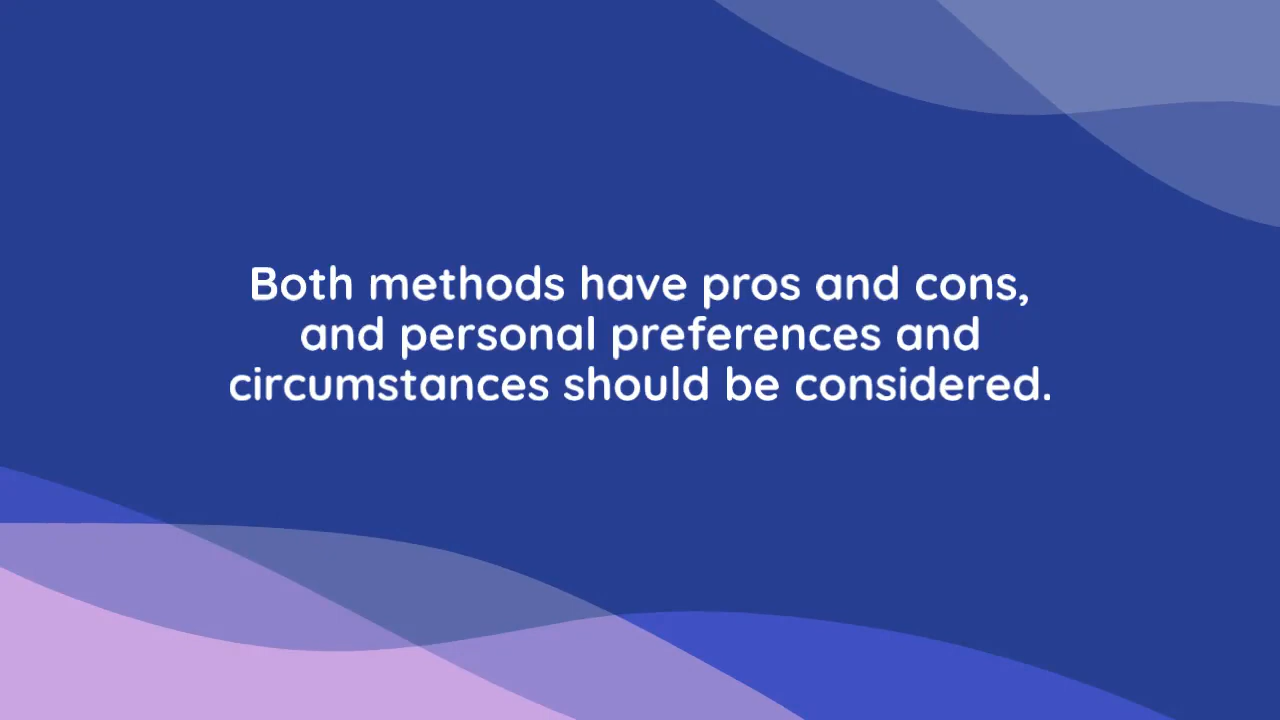 Both methods have pros and cons,
and personal preferences and
circumstances should be considered.